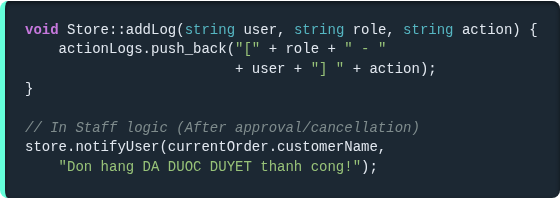 void Store::addLog(string user, string role, string action) {
    actionLogs.push_back("[" + role + " - "
                         + user + "] " + action);
}

// In Staff logic (After approval/cancellation)
store.notifyUser(currentOrder.customerName,
    "Don hang DA DUOC DUYET thanh cong!");